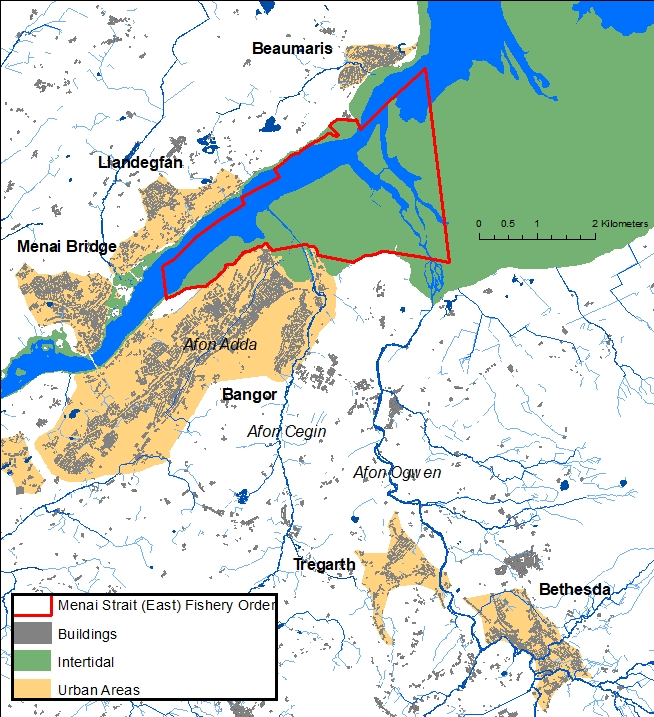 Beaumaris
Llandegfan
Menai Bridge
0 0.5 1 2 Kilometers
Afon Adda
Bangor
Afon Cegin
Afon Ogwen
Tregarth
Bethesda
Menai Strait (East) Fishery Order
Buildings
Intertidal
Urban Areas